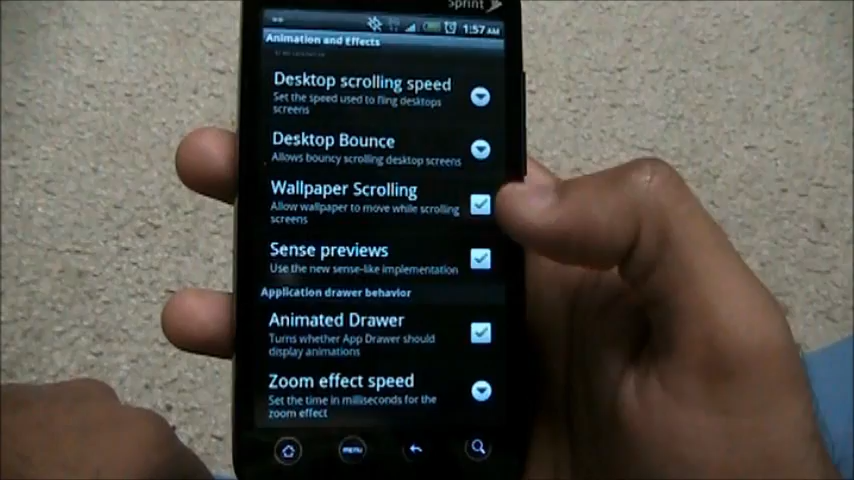 Sprint
1:57 AM
Animation and Effects
Desktop scrolling speed
Set the speed used to fling desktops
screens
Desktop Bounce
Allows bouncy scrolling desktop screens
Wallpaper Scrolling
Allow wallpaper to move while scrolling
screens
Sense previews
Use the new sense-like implementation
Application drawer behavior
Animated Drawer
Turns whether App Drawer should
display animations
Zoom effect speed
Set the time in milliseconds for the
zoom effect
MENU